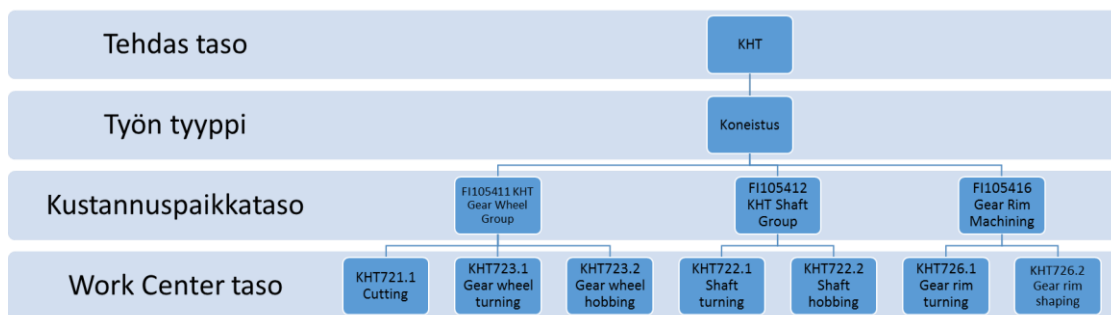 Tehdas taso
KHT
Työn tyyppi
Koneistus
Kustannuspaikkataso
FI105411 KHT
Gear Wheel
Group
FI105412
KHT Shaft
Group
FI105416
Gear Rim
Machining
Work Center taso
KHT721.1
Cutting
KHT723.1
Gear wheel
turning
KHT723.2
Gear wheel
hobbing
KHT722.1
Shaft
turning
KHT722.2
Shaft
hobbing
KHT726.1
Gear rim
turning
KHT726.2
Gear rim
shaping